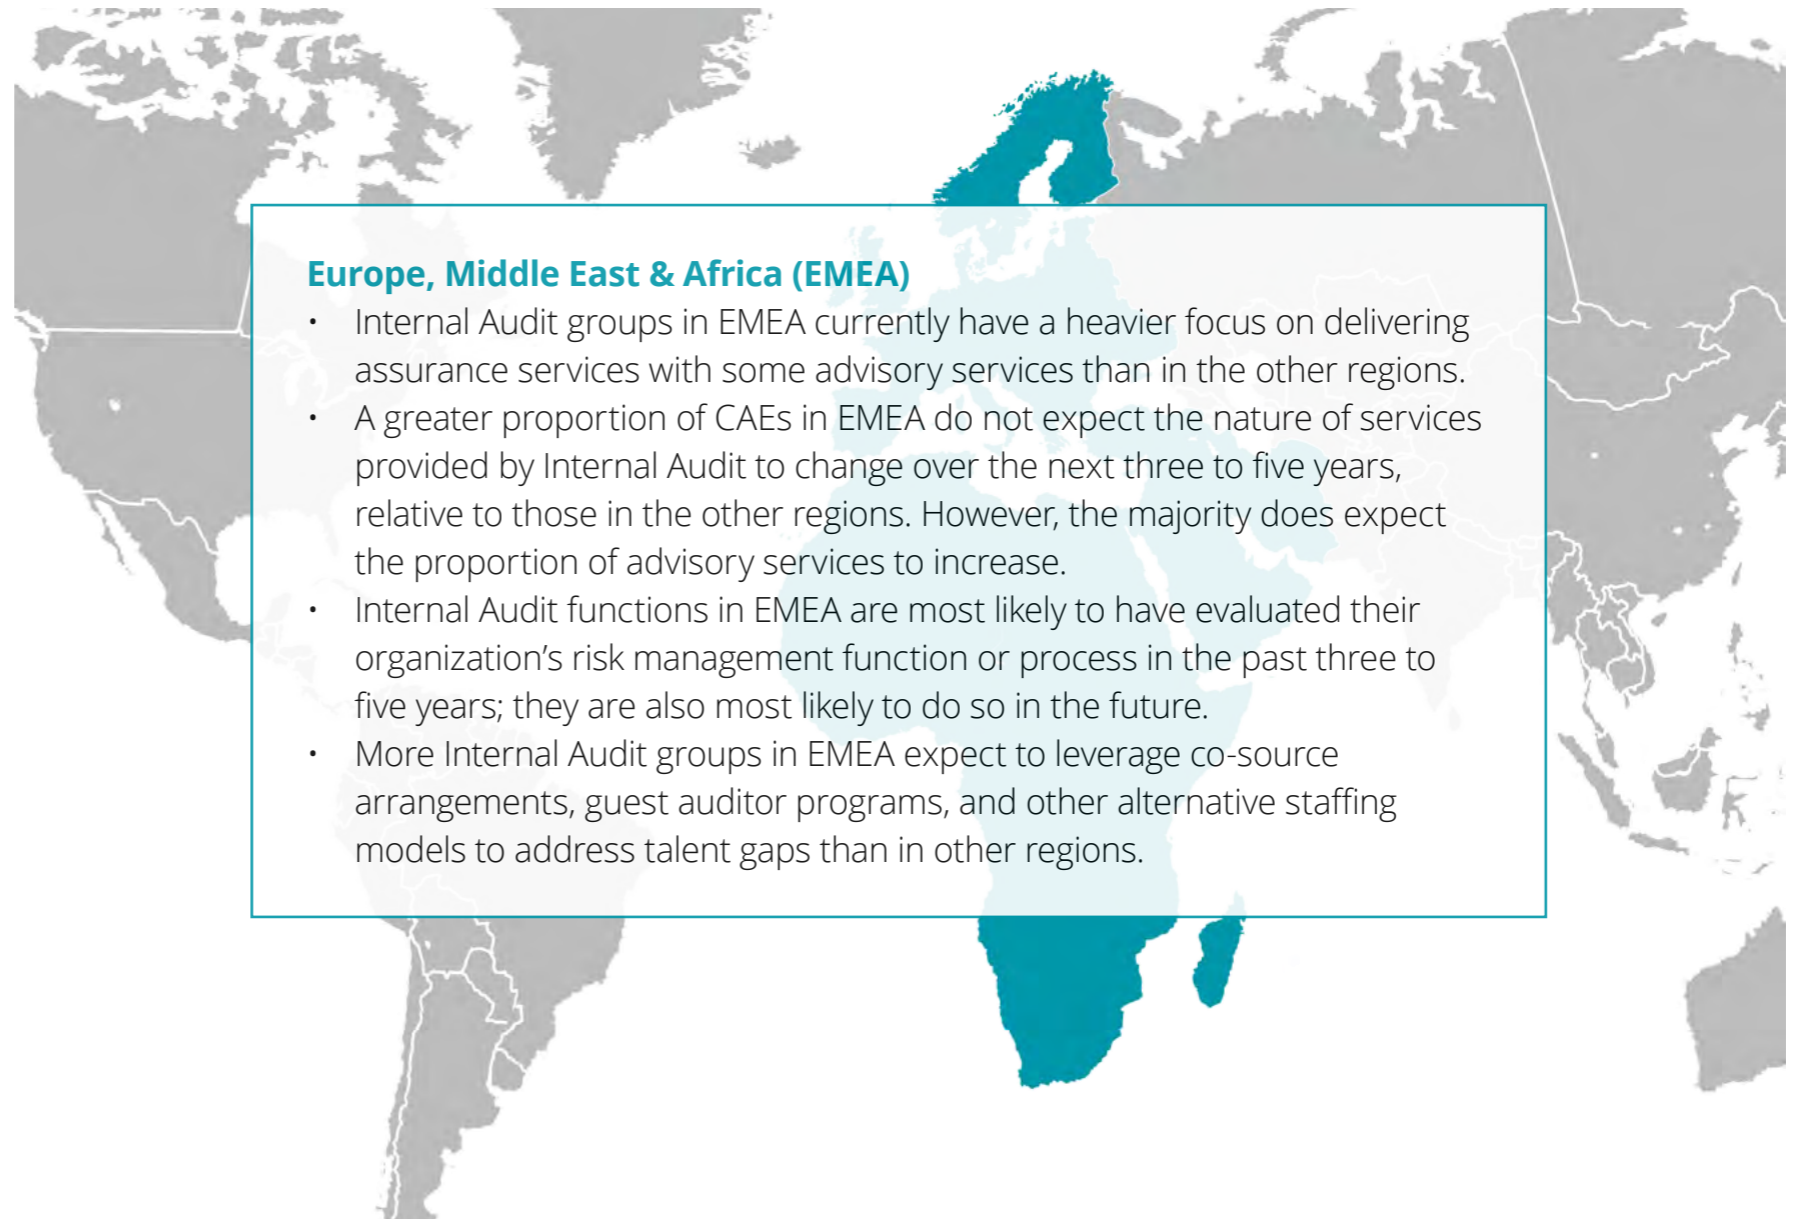 Europe, Middle East & Africa (EMEA)
• Internal Audit groups in EMEA currently have a heavier focus on delivering
assurance services with some advisory services than in the other regions.
• A greater proportion of CAEs in EMEA do not expect the nature of services
provided by Internal Audit to change over the next three to five years,
relative to those in the other regions. However, the majority does expect
the proportion of advisory services to increase.
• Internal Audit functions in EMEA are most likely to have evaluated their
organization’s risk management function or process in the past three to
five years; they are also most likely to do so in the future.
• More Internal Audit groups in EMEA expect to leverage co-source
arrangements, guest auditor programs, and other alternative staffing
models to address talent gaps than in other regions.